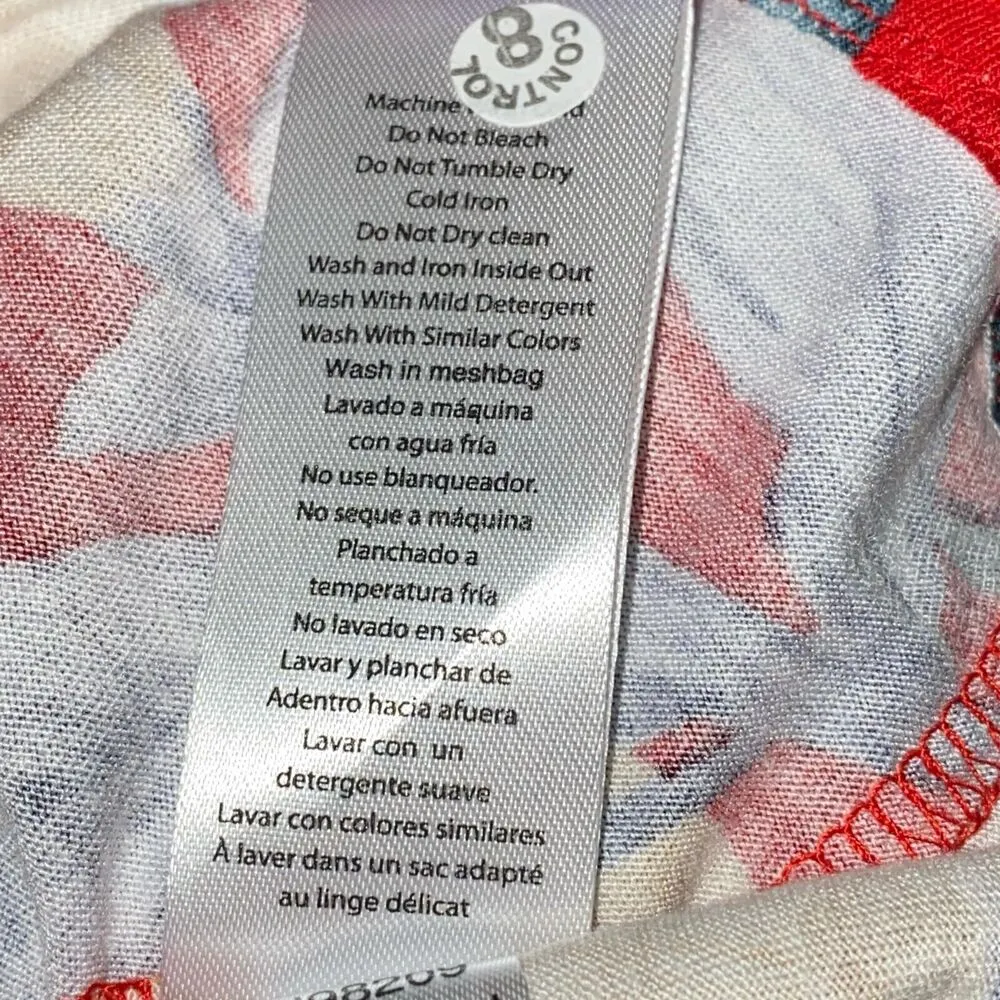 8
CONTROL
Machine
Do Not Bleach
Do Not Tumble Dry
Cold Iron
Do Not Dry clean
Wash and Iron Inside Out
Wash With Mild Detergent
Wash With Similar Colors
Wash in meshbag
Lavado a máquina
con agua fría
No use blanqueador.
No seque a máquina
Planchado a
temperatura fría
No lavado en seco
Lavar y planchar de
Adentro hacia afuera
Lavar con un
detergente suave
Lavar con colores similares
À laver dans un sac adapté
au linge délicat